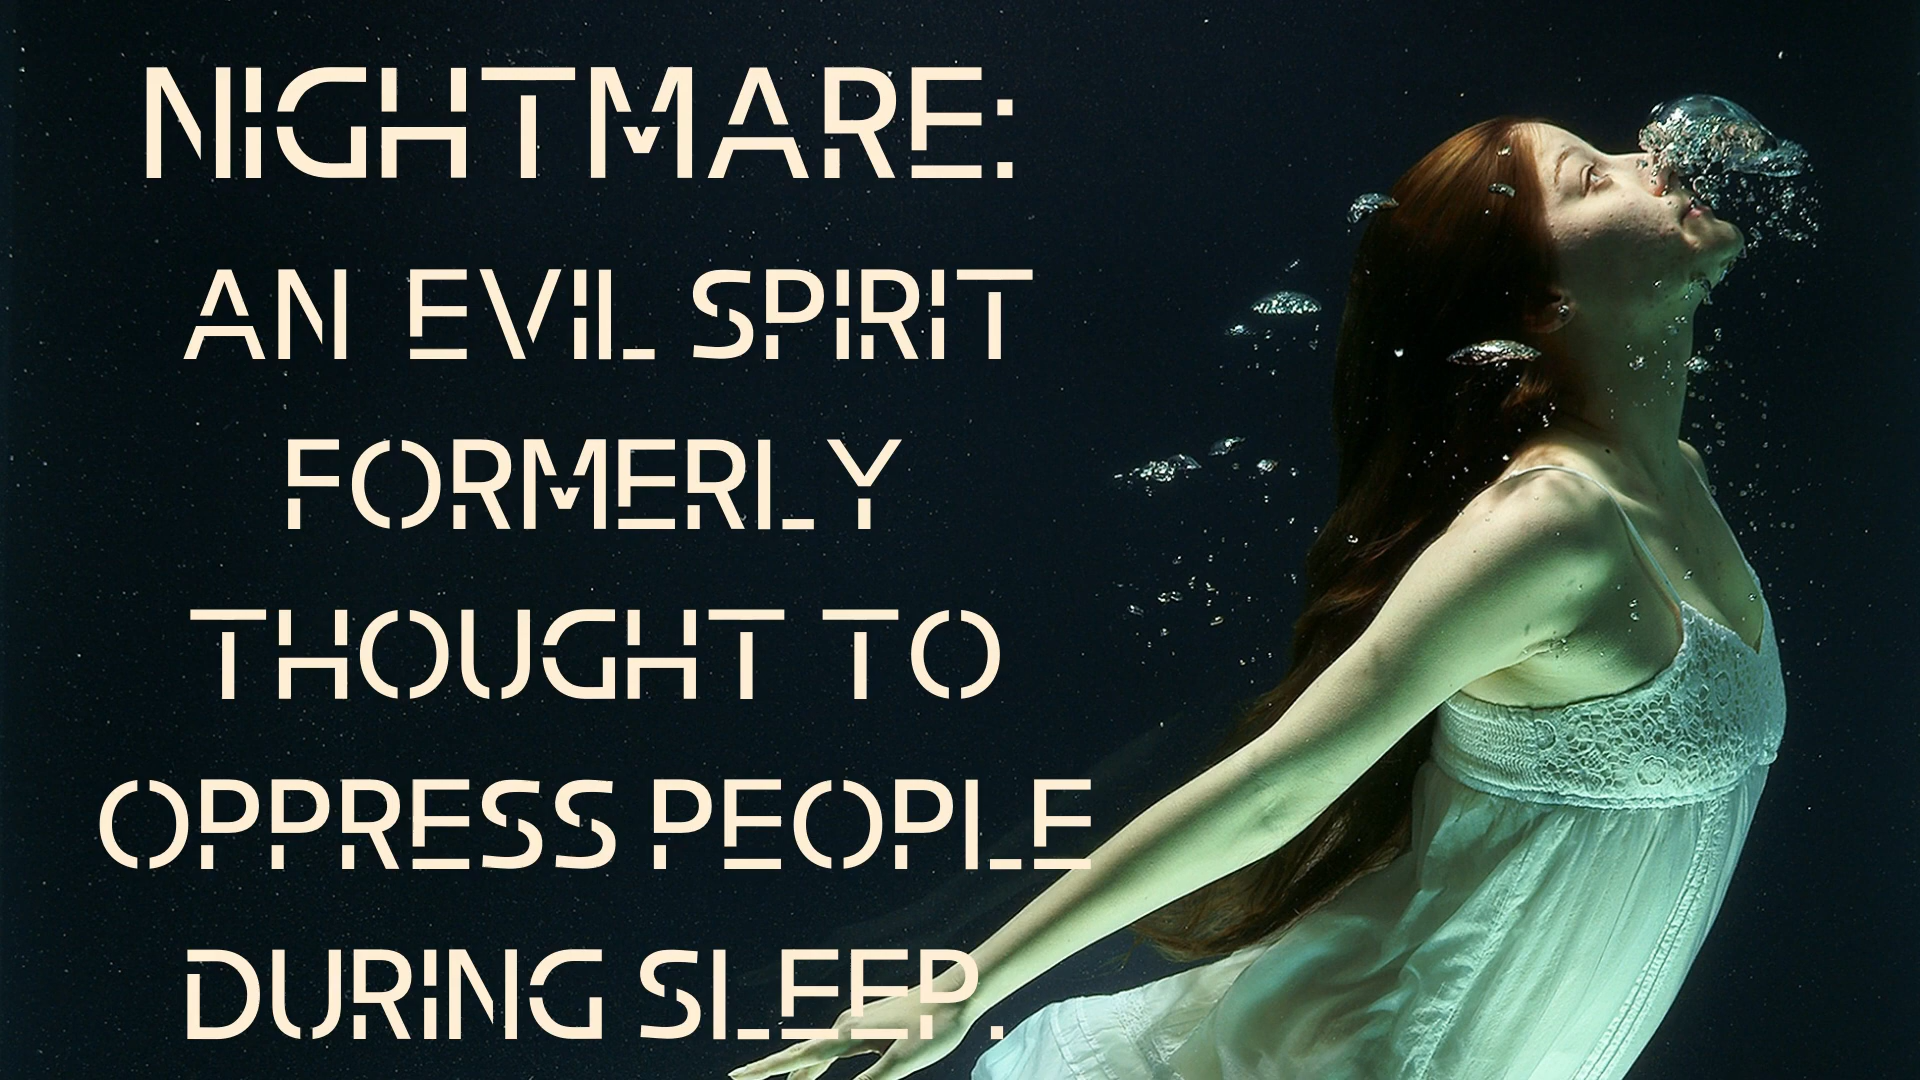 NIGHTMARE:
AN EVIL SPIRIT
FORMERLY
THOUGHT TO
OPPRESS PEOPLE
DURING SLEEP.